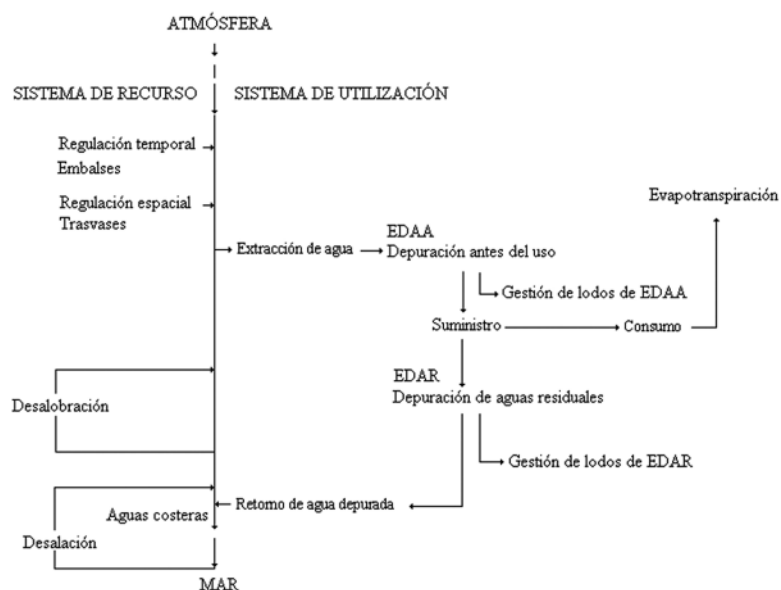 ATMÓSFERA
SISTEMA DE RECURSO
SISTEMA DE UTILIZACIÓN
Regulación temporal
Embalses
Regulación espacial
Trasvases
Evapotranspiración
Extracción de agua
EDAA
Depuración antes del uso
Gestión de lodos de EDAA
Suministro
Consumo
EDAR
Depuración de aguas residuales
Desalobración
Gestión de lodos de EDAR
Retorno de agua depurada
Aguas costeras
Desalación
MAR